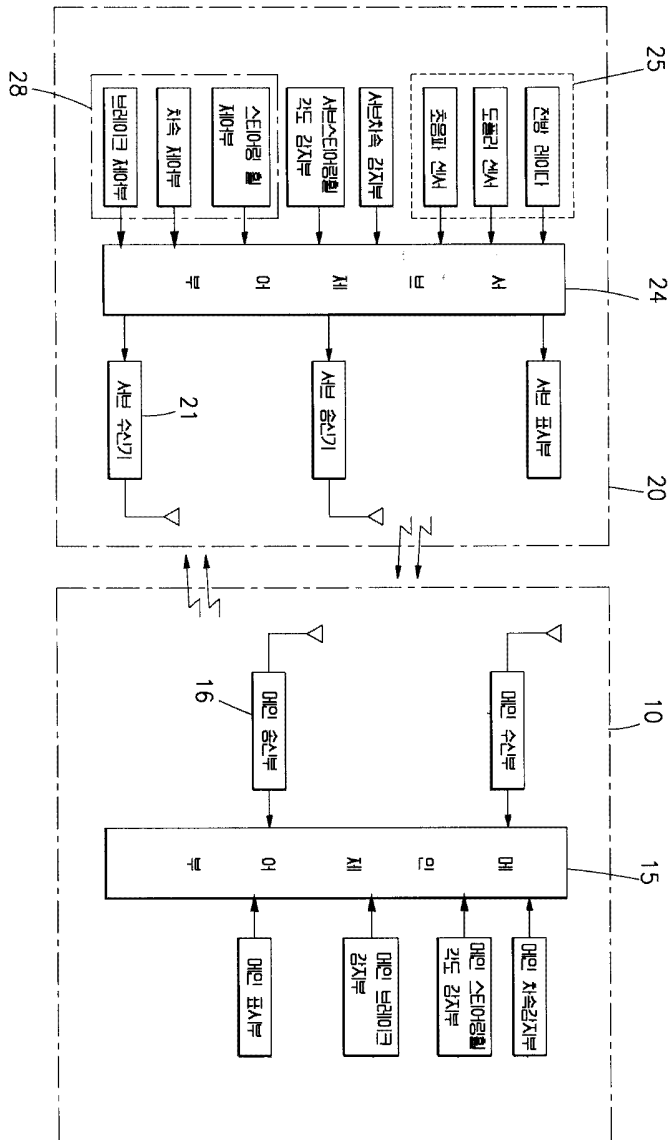 25
전방 레이다
도플러 센서
초음파 센서
서브차속 감지부
서브스티어링휠
각도 감지부
스티어링 휠
제어부
차속 제어부
브레이크 제어부
28
24
서 브 제 어 부
서브 표시부
서브 송신기
21
서브 수신기
20
10
메인 수신부
16
메인 송신부
15
메 인 제 어 부
메인 차속감지부
메인 스티어링휠
각도 감지부
메인 브레이크
감지부
메인 표시부